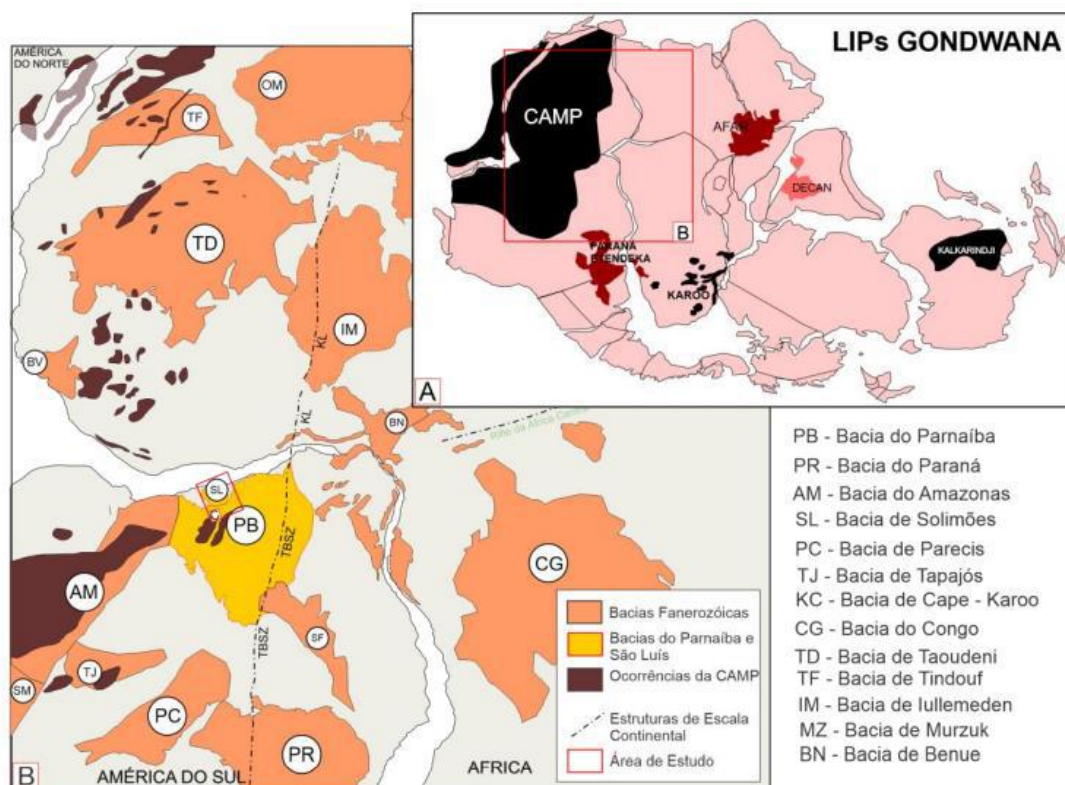 LIPs GONDWANA
CAMP
AFAR
DECAN
B
PARANÁ
ETENDEKA
KAROO
KALKARINDJI
A
AMÉRICA
DO NORTE
OM
TF
TD
IM
KL
BV
KL
BN
Rifte da África Central
SL
PB
TBSZ
AM
CG
SF
TBSZ
TJ
SM
PC
PR
B
AMÉRICA DO SUL
AFRICA
Bacias Fanerozóicas
Bacias do Parnaíba e
São Luís
Ocorrências da CAMP
Estruturas de Escala
Continental
Área de Estudo
PB - Bacia do Parnaíba
PR - Bacia do Paraná
AM - Bacia do Amazonas
SL - Bacia de Solimões
PC - Bacia de Parecis
TJ - Bacia de Tapajós
KC - Bacia de Cape - Karoo
CG - Bacia do Congo
TD - Bacia de Taoudeni
TF - Bacia de Tindouf
IM - Bacia de Iullemeden
MZ - Bacia de Murzuk
BN - Bacia de Benue